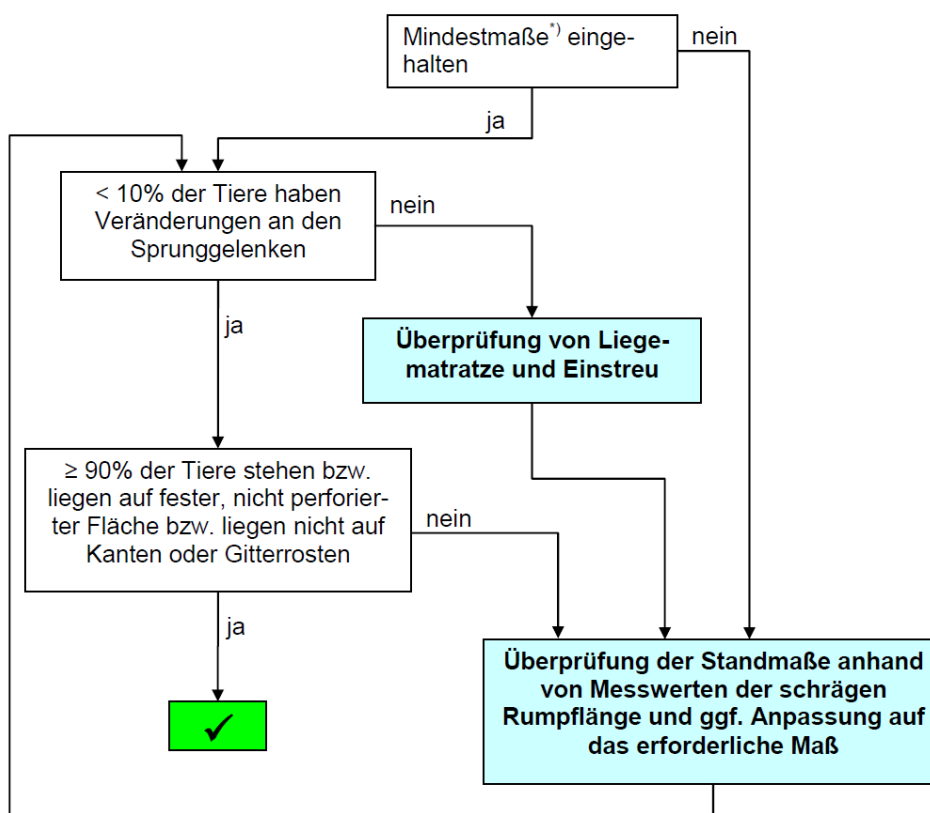 Mindestmaße*) einge-
halten
nein
ja
< 10% der Tiere haben
Veränderungen an den
Sprunggelenken
nein
ja
Überprüfung von Liege-
matratze und Einstreu
≥ 90% der Tiere stehen bzw.
liegen auf fester, nicht perforier-
ter Fläche bzw. liegen nicht auf
Kanten oder Gitterrosten
nein
ja
Überprüfung der Standmaße anhand
von Messwerten der schrägen
Rumpflänge und ggf. Anpassung auf
das erforderliche Maß
✓